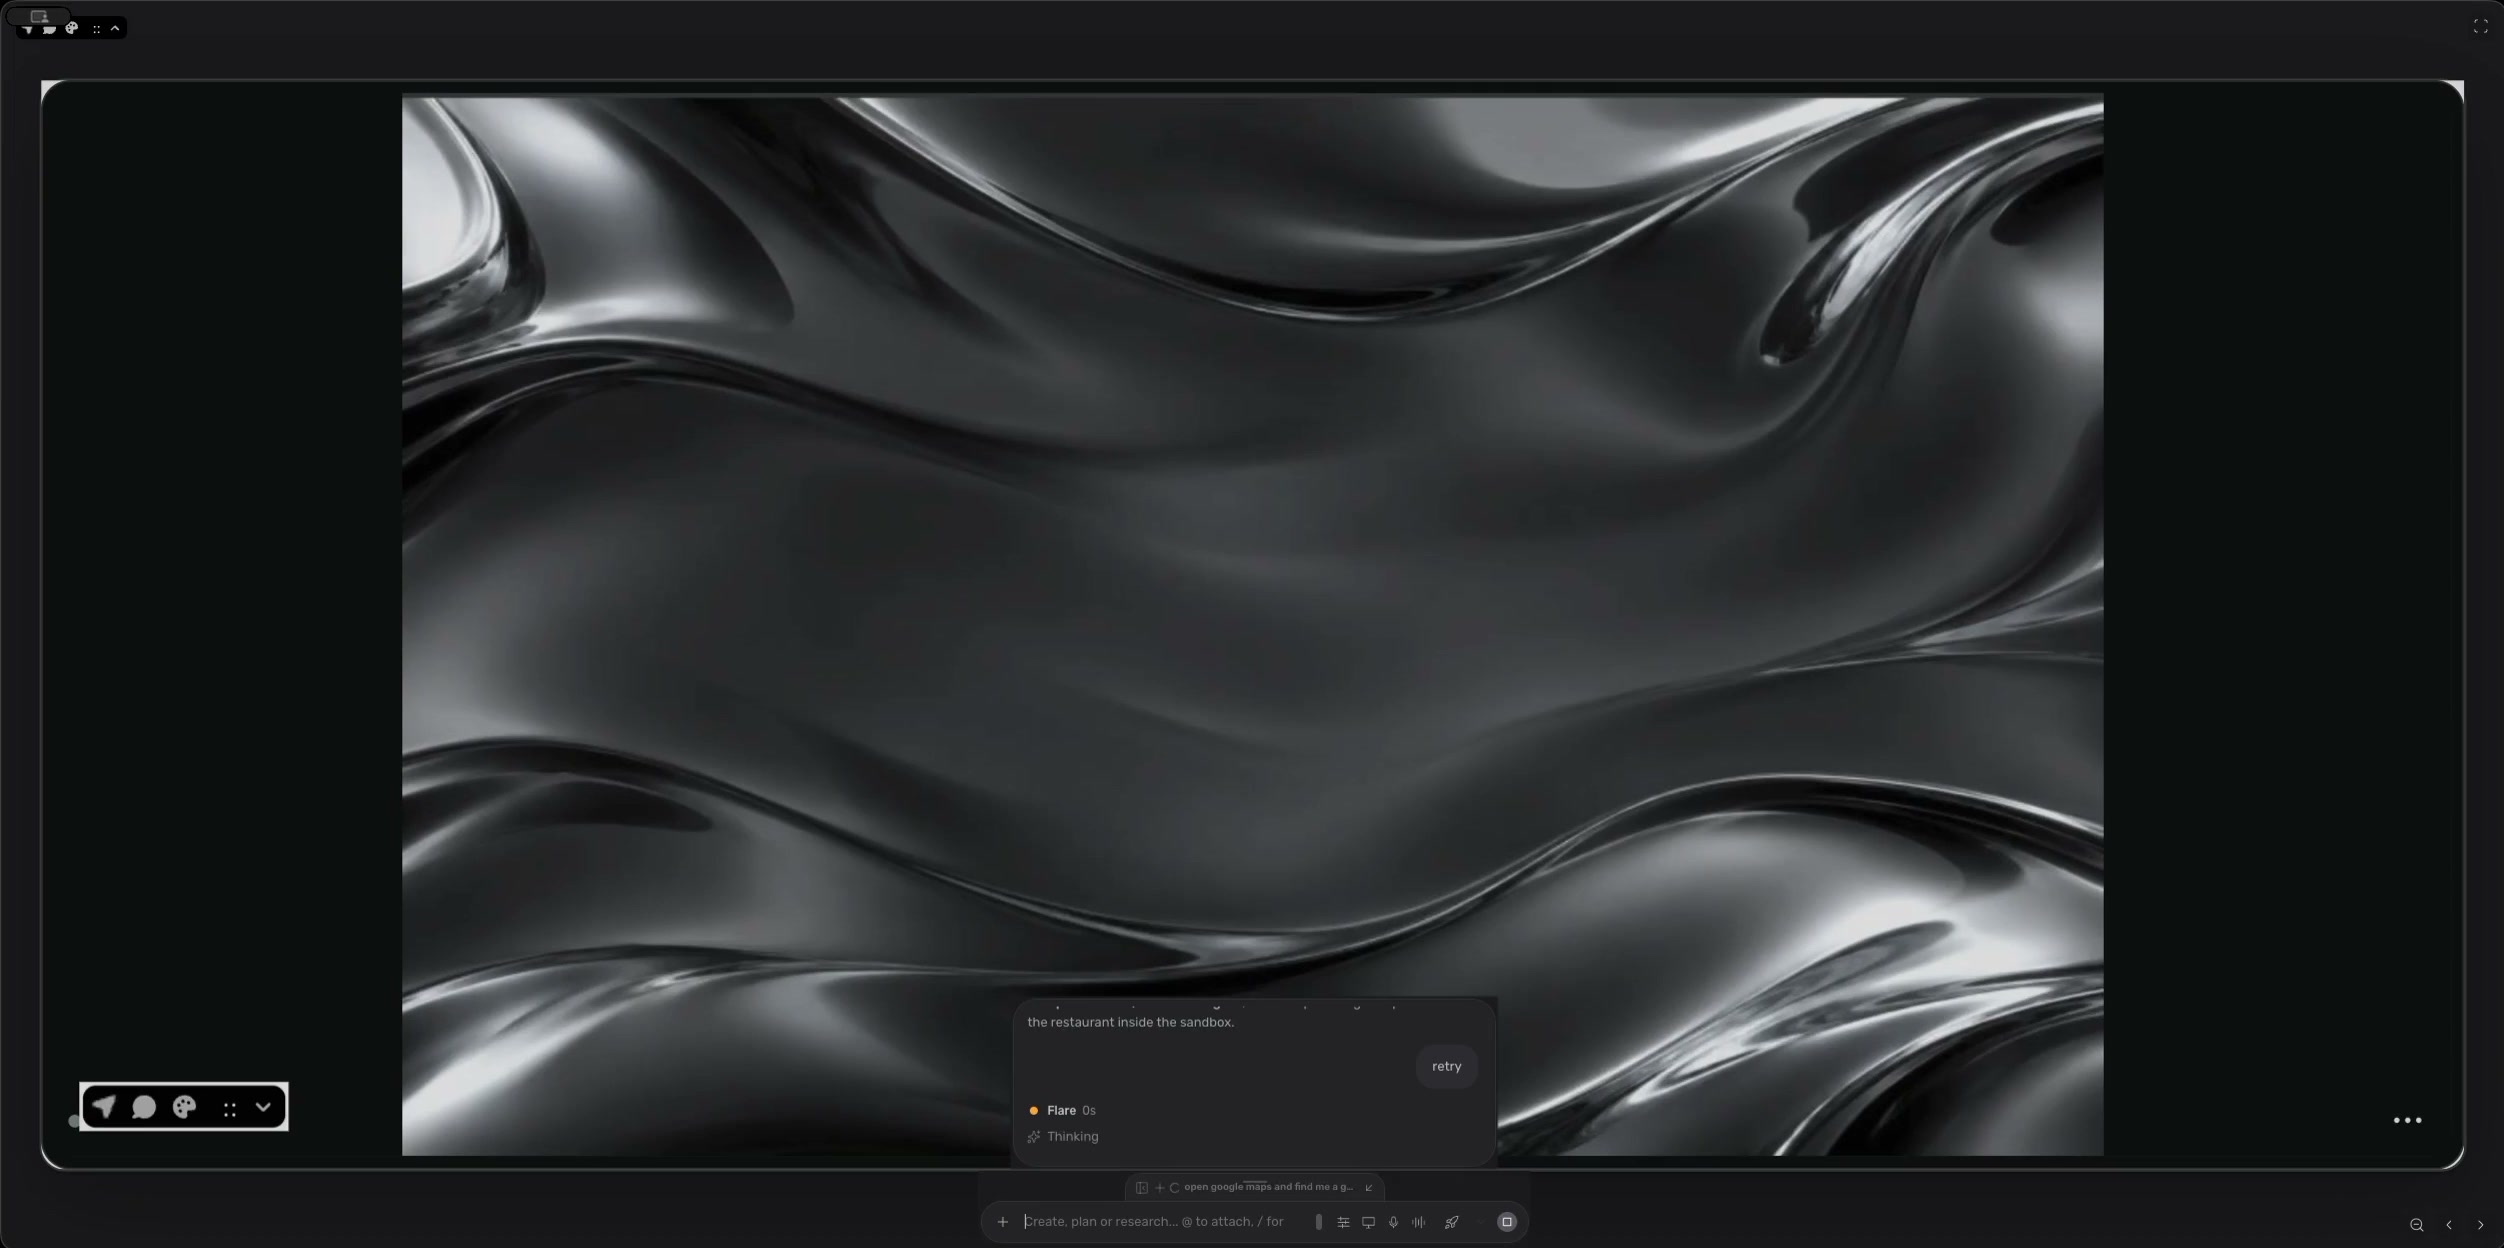 the restaurant inside the sandbox.
retry
Flare 0s
Thinking
open google maps and find me a g...
Create, plan or research... @ to attach, / for